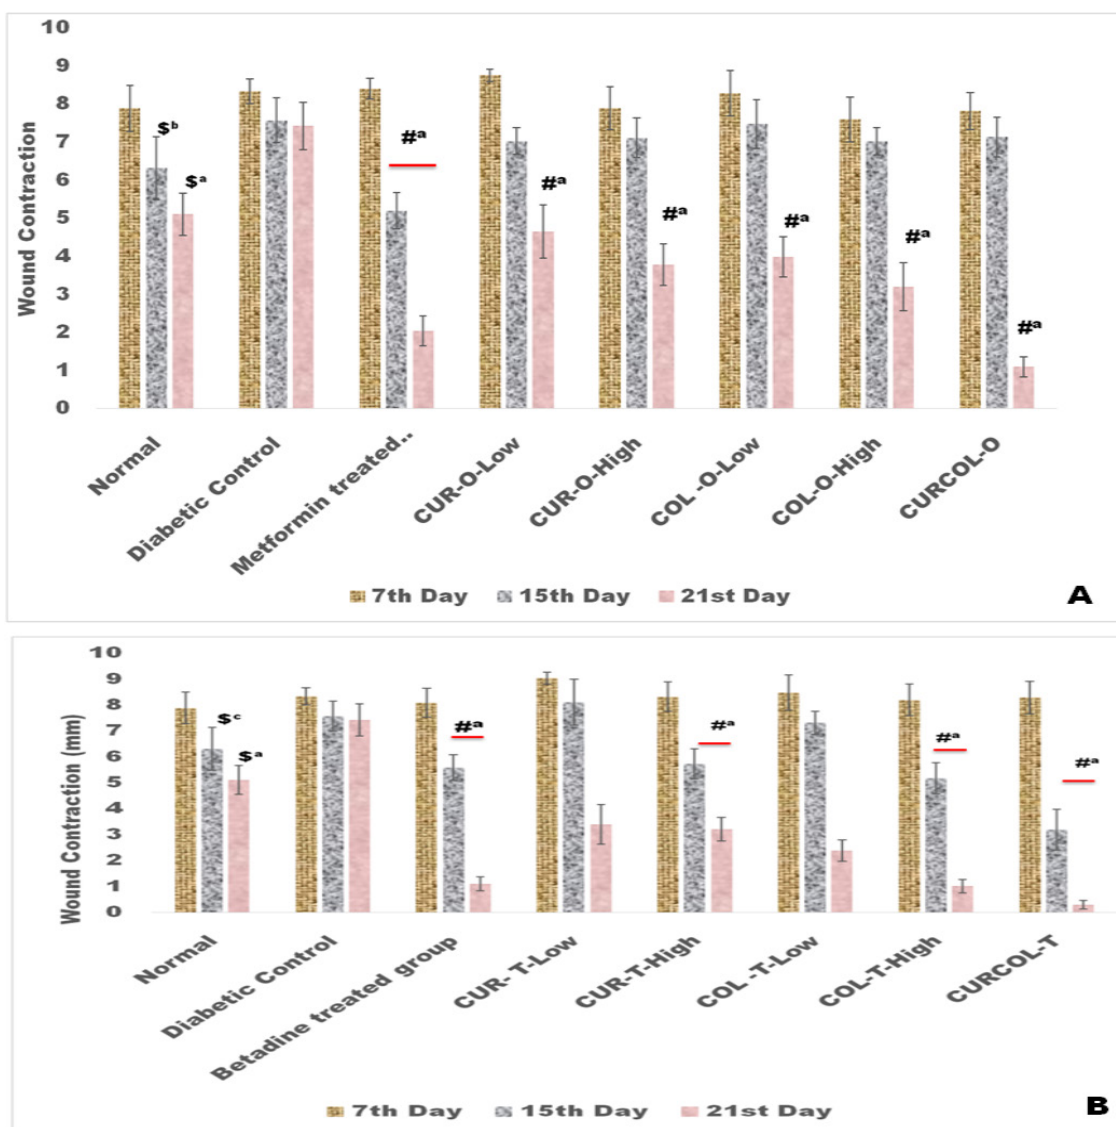 10
9
8
7
6
5
4
3
2
1
0
Wound Contraction
$ᵇ
$ᵃ
#ᵃ
#ᵃ
#ᵃ
#ᵃ
#ᵃ
#ᵃ
Normal
Diabetic Control
Metformin treated..
CUR-O-Low
CUR-O-High
COL -O-Low
COL-O-High
CURCOL-O
7th Day 15th Day 21st Day
A
10
9
8
7
6
5
4
3
2
1
0
Wound Contraction (mm)
$ᶜ
$ᵃ
#ᵃ
#ᵃ
#ᵃ
#ᵃ
Normal
Diabetic Control
Betadine treated group
CUR- T-Low
CUR-T-High
COL -T-Low
COL-T-High
CURCOL-T
7th Day 15th Day 21st Day
B